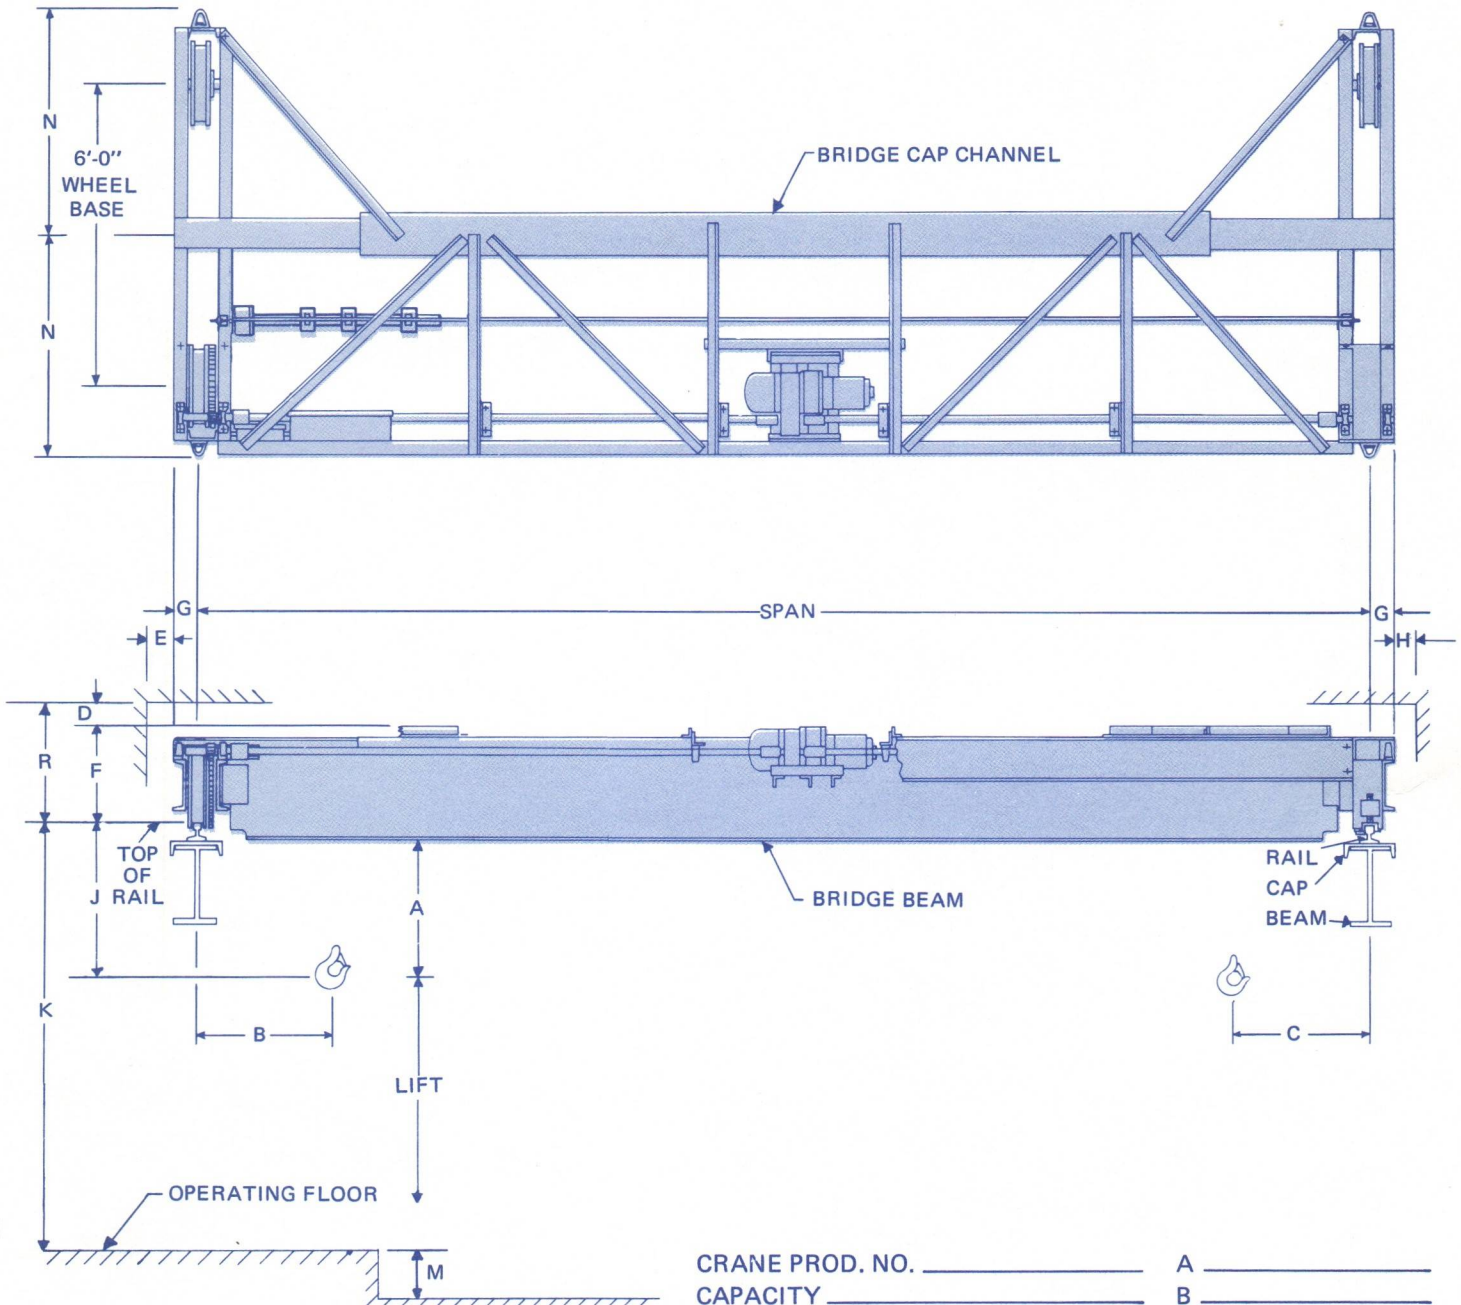 N
6'-0"
WHEEL
BASE
BRIDGE CAP CHANNEL
N
G
SPAN
G
E
H
D
R
F
TOP
OF
RAIL
J
A
BRIDGE BEAM
RAIL
CAP
BEAM
K
B
C
LIFT
OPERATING FLOOR
M
CRANE PROD. NO. A
CAPACITY B